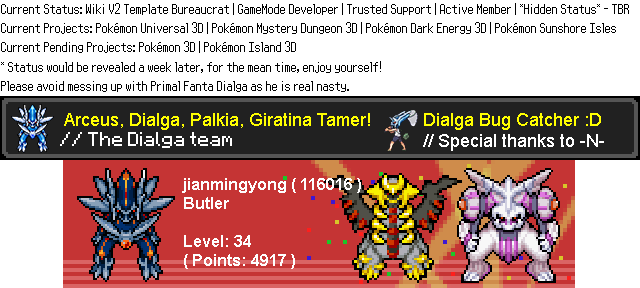 Current Status: Wiki V2 Template Bureaucrat | GameMode Developer | Trusted Support | Active Member | *Hidden Status* - TBR
Current Projects: Pokémon Universal 3D | Pokémon Mystery Dungeon 3D | Pokémon Dark Energy 3D | Pokémon Sunshore Isles
Current Pending Projects: Pokémon 3D | Pokémon Island 3D
* Status would be revealed a week later, for the mean time, enjoy yourself!
Please avoid messing up with Primal Fanta Dialga as he is real nasty.
Arceus, Dialga, Palkia, Giratina Tamer!
// The Dialga team
Dialga Bug Catcher :D
// Special thanks to -N-
jianmingyong ( 116016 )
Butler
Level: 34
( Points: 4917 )